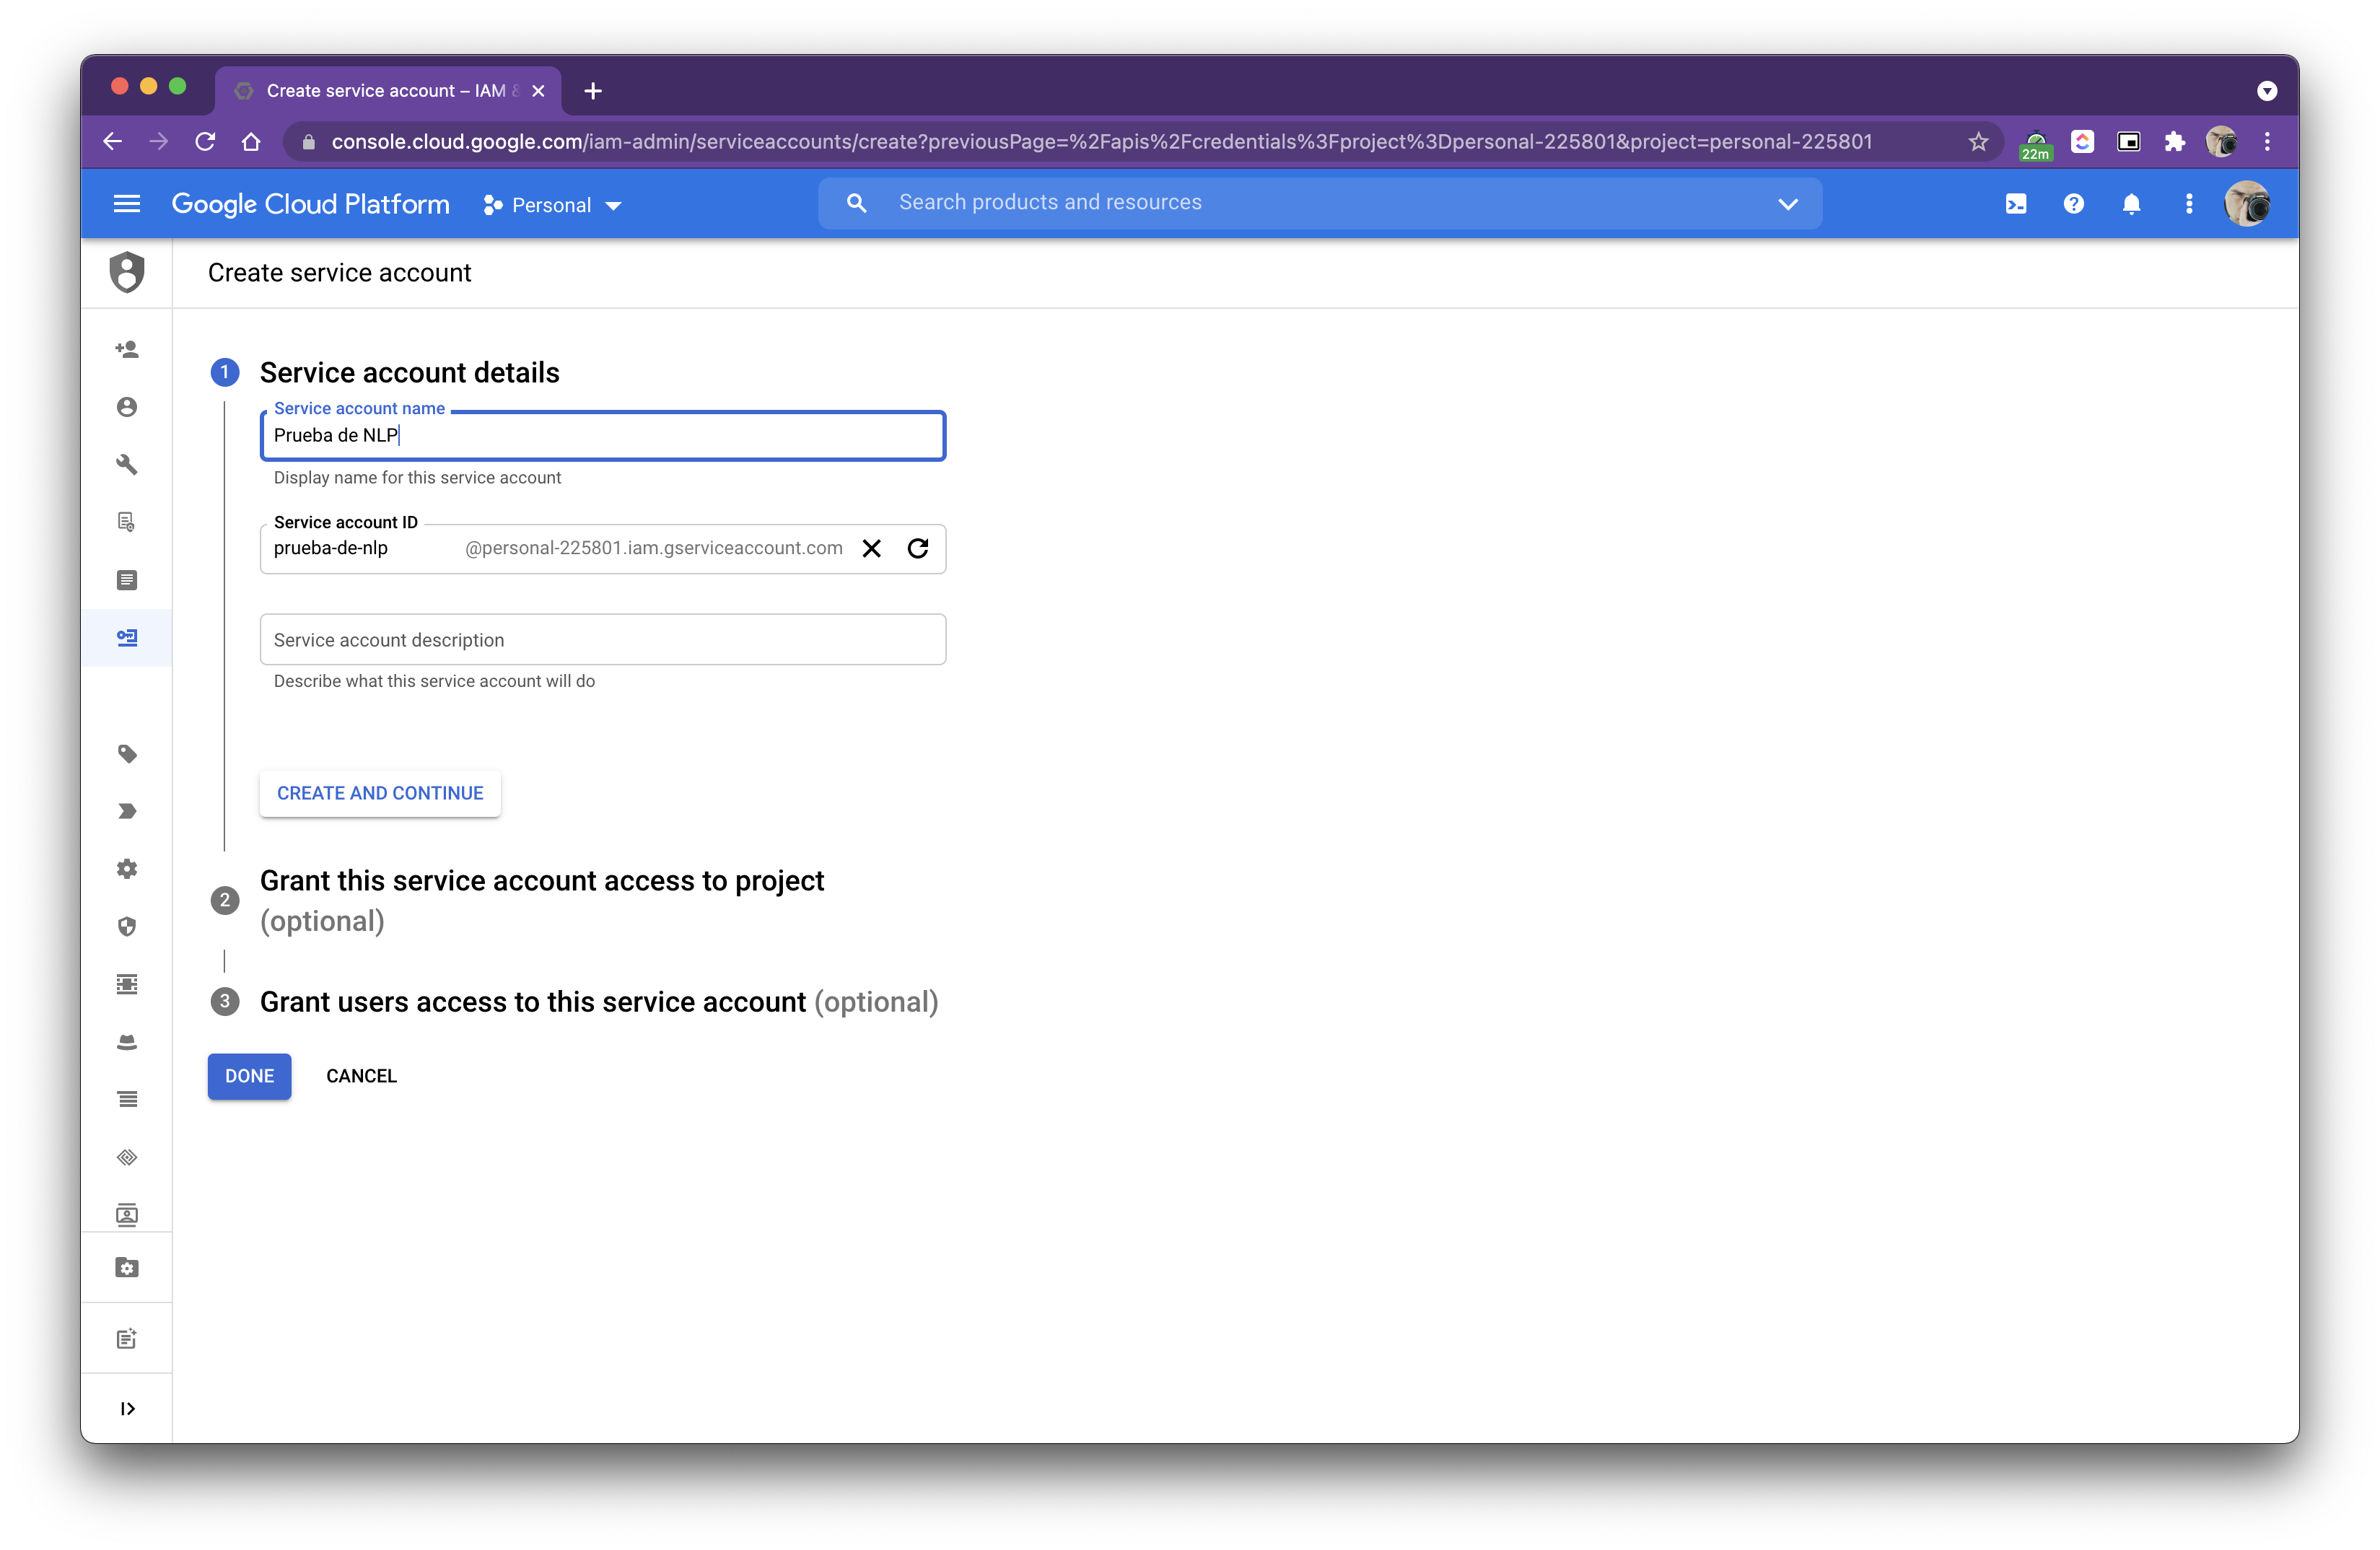 Create service account – IAM &
console.cloud.google.com/iam-admin/serviceaccounts/create?previousPage=%2Fapis%2Fcredentials%3Fproject%3Dpersonal-225801&project=personal-225801
22m
Google Cloud Platform
Personal
Search products and resources
Create service account
1 Service account details
Service account name
Prueba de NLP
Display name for this service account
Service account ID
prueba-de-nlp @personal-225801.iam.gserviceaccount.com
Service account description
Describe what this service account will do
CREATE AND CONTINUE
2 Grant this service account access to project
(optional)
3 Grant users access to this service account (optional)
DONE CANCEL